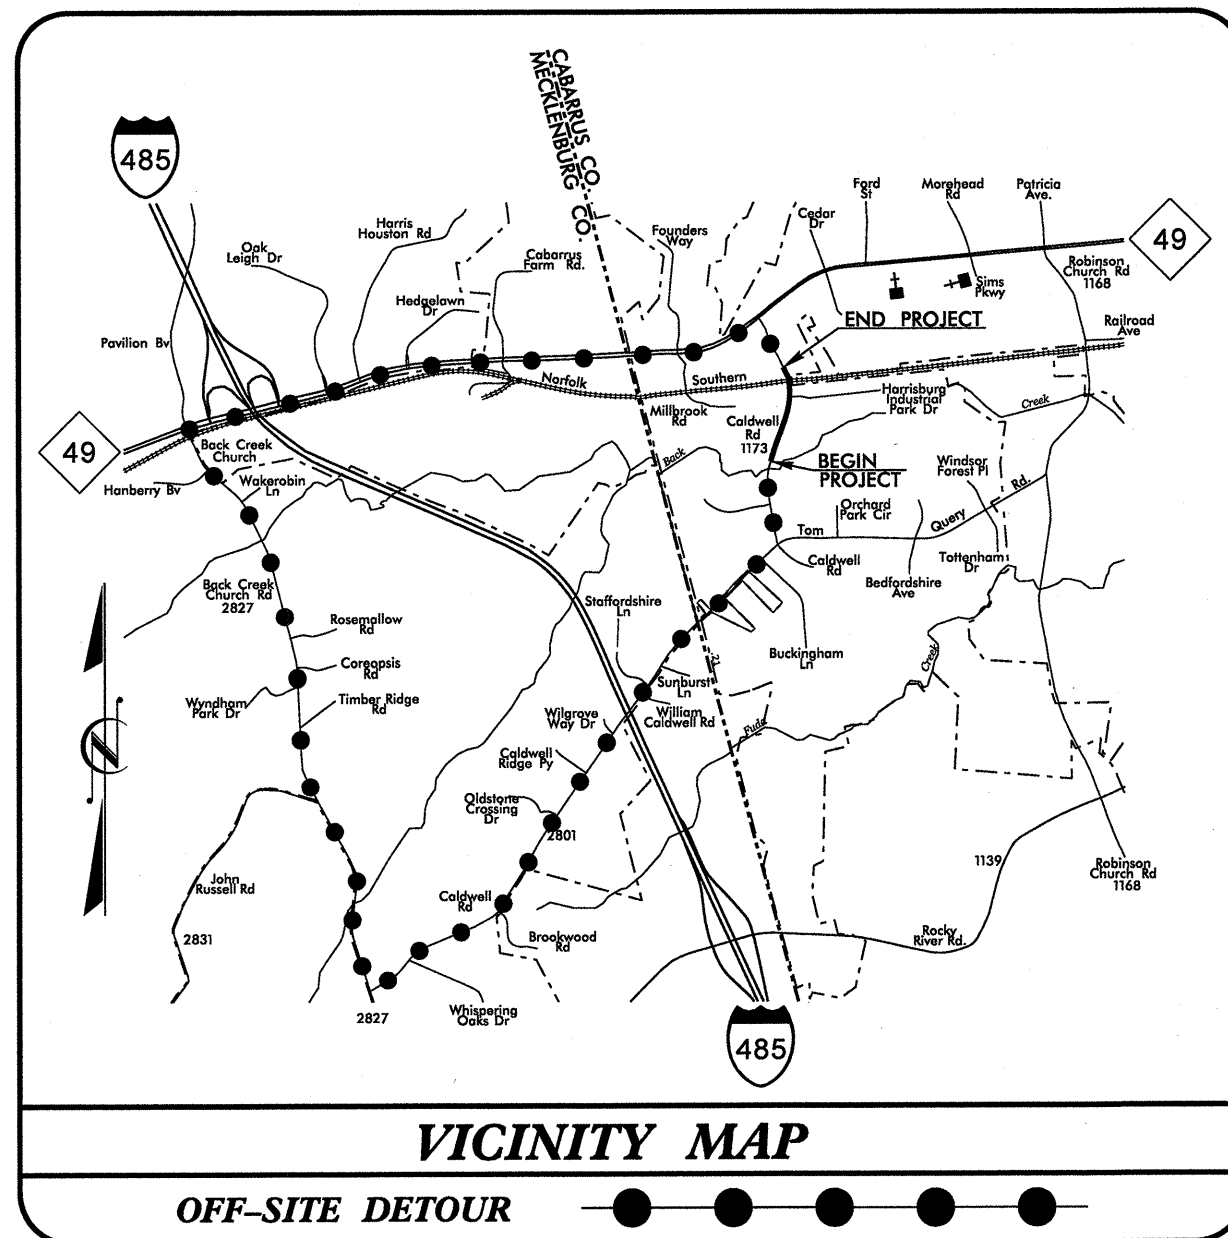 CABARRUS CO.
MECKLENBURG CO.
485
Ford
St
Morehead
Rd
Patricia
Ave.
Cedar
Dr
49
Harris
Houston Rd
Founders
Way
Oak
Leigh Dr
Cabarrus
Farm Rd.
Robinson
Church Rd
1168
Sims
Pkwy
Hedgelawn
Dr
END PROJECT
Railroad
Ave
Pavilion Bv
Norfolk
Southern
Harrisburg
Industrial
Park Dr
Creek
Millbrook
Rd
Caldwell
Rd
1173
49
Back Creek
Church
Back
BEGIN
PROJECT
Windsor
Forest Pl
Hanberry Bv
Wakerobin
Ln
Orchard
Park Cir
Tom
Query
Rd.
Caldwell
Rd
Tottenham
Dr
Bedfordshire
Ave
Back Creek
Church Rd
2827
Staffordshire
Ln
Rosemallow
Rd
Buckingham
Ln
Creek
Coreopsis
Rd
Sunburst
Ln
Wyndham
Park Dr
Timber Ridge
Rd
William
Caldwell Rd
Wilgrove
Way Dr
Fuda
Caldwell
Ridge Py
Oldstone
Crossing
Dr
2801
1139
Robinson
Church Rd
1168
John
Russell Rd
Caldwell
Rd
2831
Brookwood
Rd
Rocky
River Rd.
2827
Whispering
Oaks Dr
485
VICINITY MAP
OFF-SITE DETOUR